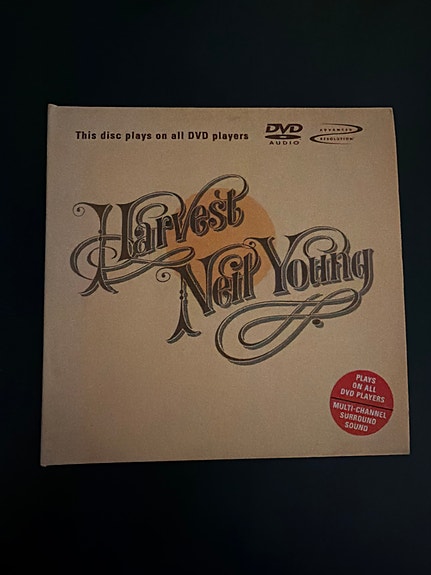 This disc plays on all DVD players
DVD
AUDIO
ADVANCED
RESOLUTION
Harvest
Neil Young
PLAYS
ON ALL
DVD PLAYERS
MULTI-CHANNEL
SURROUND
SOUND